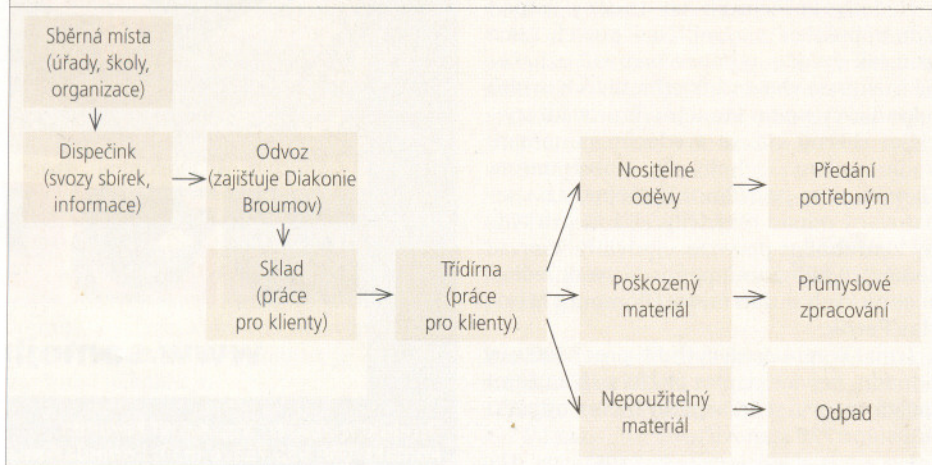 Sběrná místa
(úřady, školy,
organizace)
Dispečink
(svozy sbírek,
informace)
Odvoz
(zajišťuje Diakonie
Broumov)
Sklad
(práce
pro klienty)
Třídírna
(práce
pro klienty)
Nositelné
oděvy
Předání
potřebným
Poškozený
materiál
Průmyslové
zpracování
Nepoužitelný
materiál
Odpad